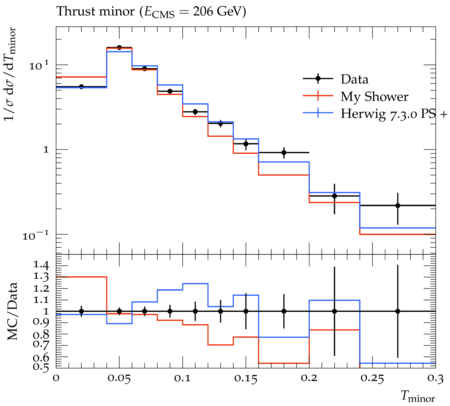 Thrust minor (E_CMS = 206 GeV)
1/σ dσ/dT_minor
10^1
1
10^−1
Data
My Shower
Herwig 7.3.0 PS +
MC/Data
1.4
1.3
1.2
1.1
1
0.9
0.8
0.7
0.6
0.5
0 0.05 0.1 0.15 0.2 0.25 0.3
T_minor